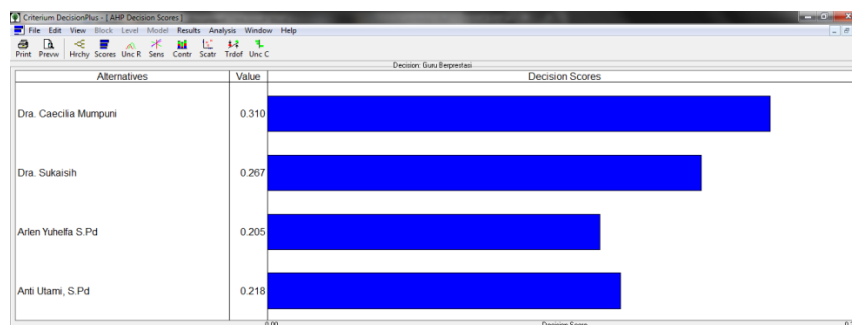 Criterium DecisionPlus - [ AHP Decision Scores ]
File Edit View Block Level Model Results Analysis Window Help
Print Prevw Hrchy Scores Unc R Sens Contr Scatr Trdof Unc C
Decision: Guru Berprestasi
Alternatives Value Decision Scores
Dra. Caecilia Mumpuni 0.310
Dra. Sukaisih 0.267
Arlen Yuhelfa S.Pd 0.205
Anti Utami, S.Pd 0.218
0.00 Decision Score